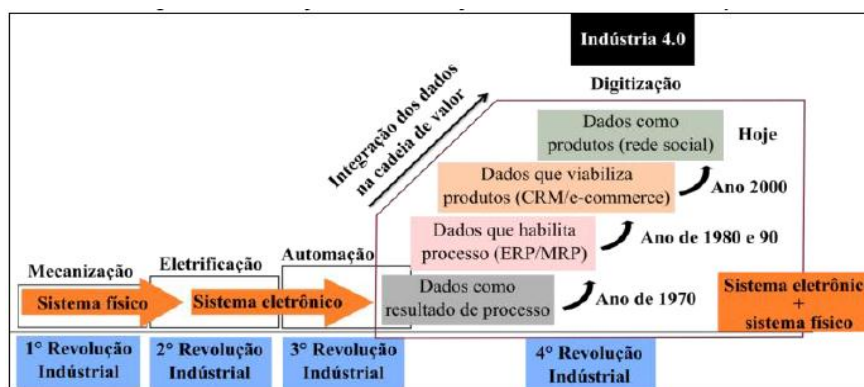 Indústria 4.0
Digitização
Integração dos dados
na cadeia de valor
Dados como
produtos (rede social)
Hoje
Dados que viabiliza
produtos (CRM/e-commerce)
Ano 2000
Dados que habilita
processo (ERP/MRP)
Ano de 1980 e 90
Dados como
resultado de processo
Ano de 1970
Mecanização
Eletrificação
Automação
Sistema físico
Sistema eletrônico
Sistema eletrônic
+
sistema físico
1° Revolução
Indústrial
2° Revolução
Indústrial
3° Revolução
Indústrial
4° Revolução
Indústrial